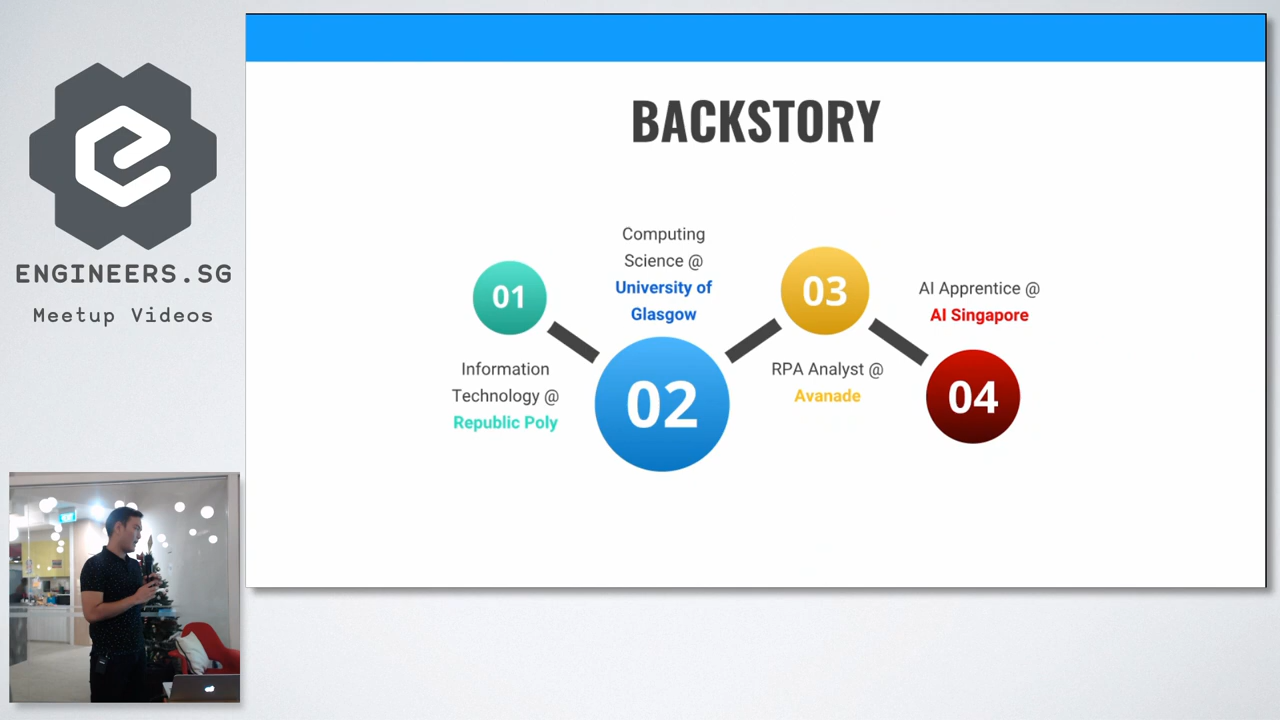 ENGINEERS.SG
Meetup Videos
BACKSTORY
01
Information
Technology @
Republic Poly
Computing
Science @
University of
Glasgow
02
03
RPA Analyst @
Avanade
AI Apprentice @
AI Singapore
04